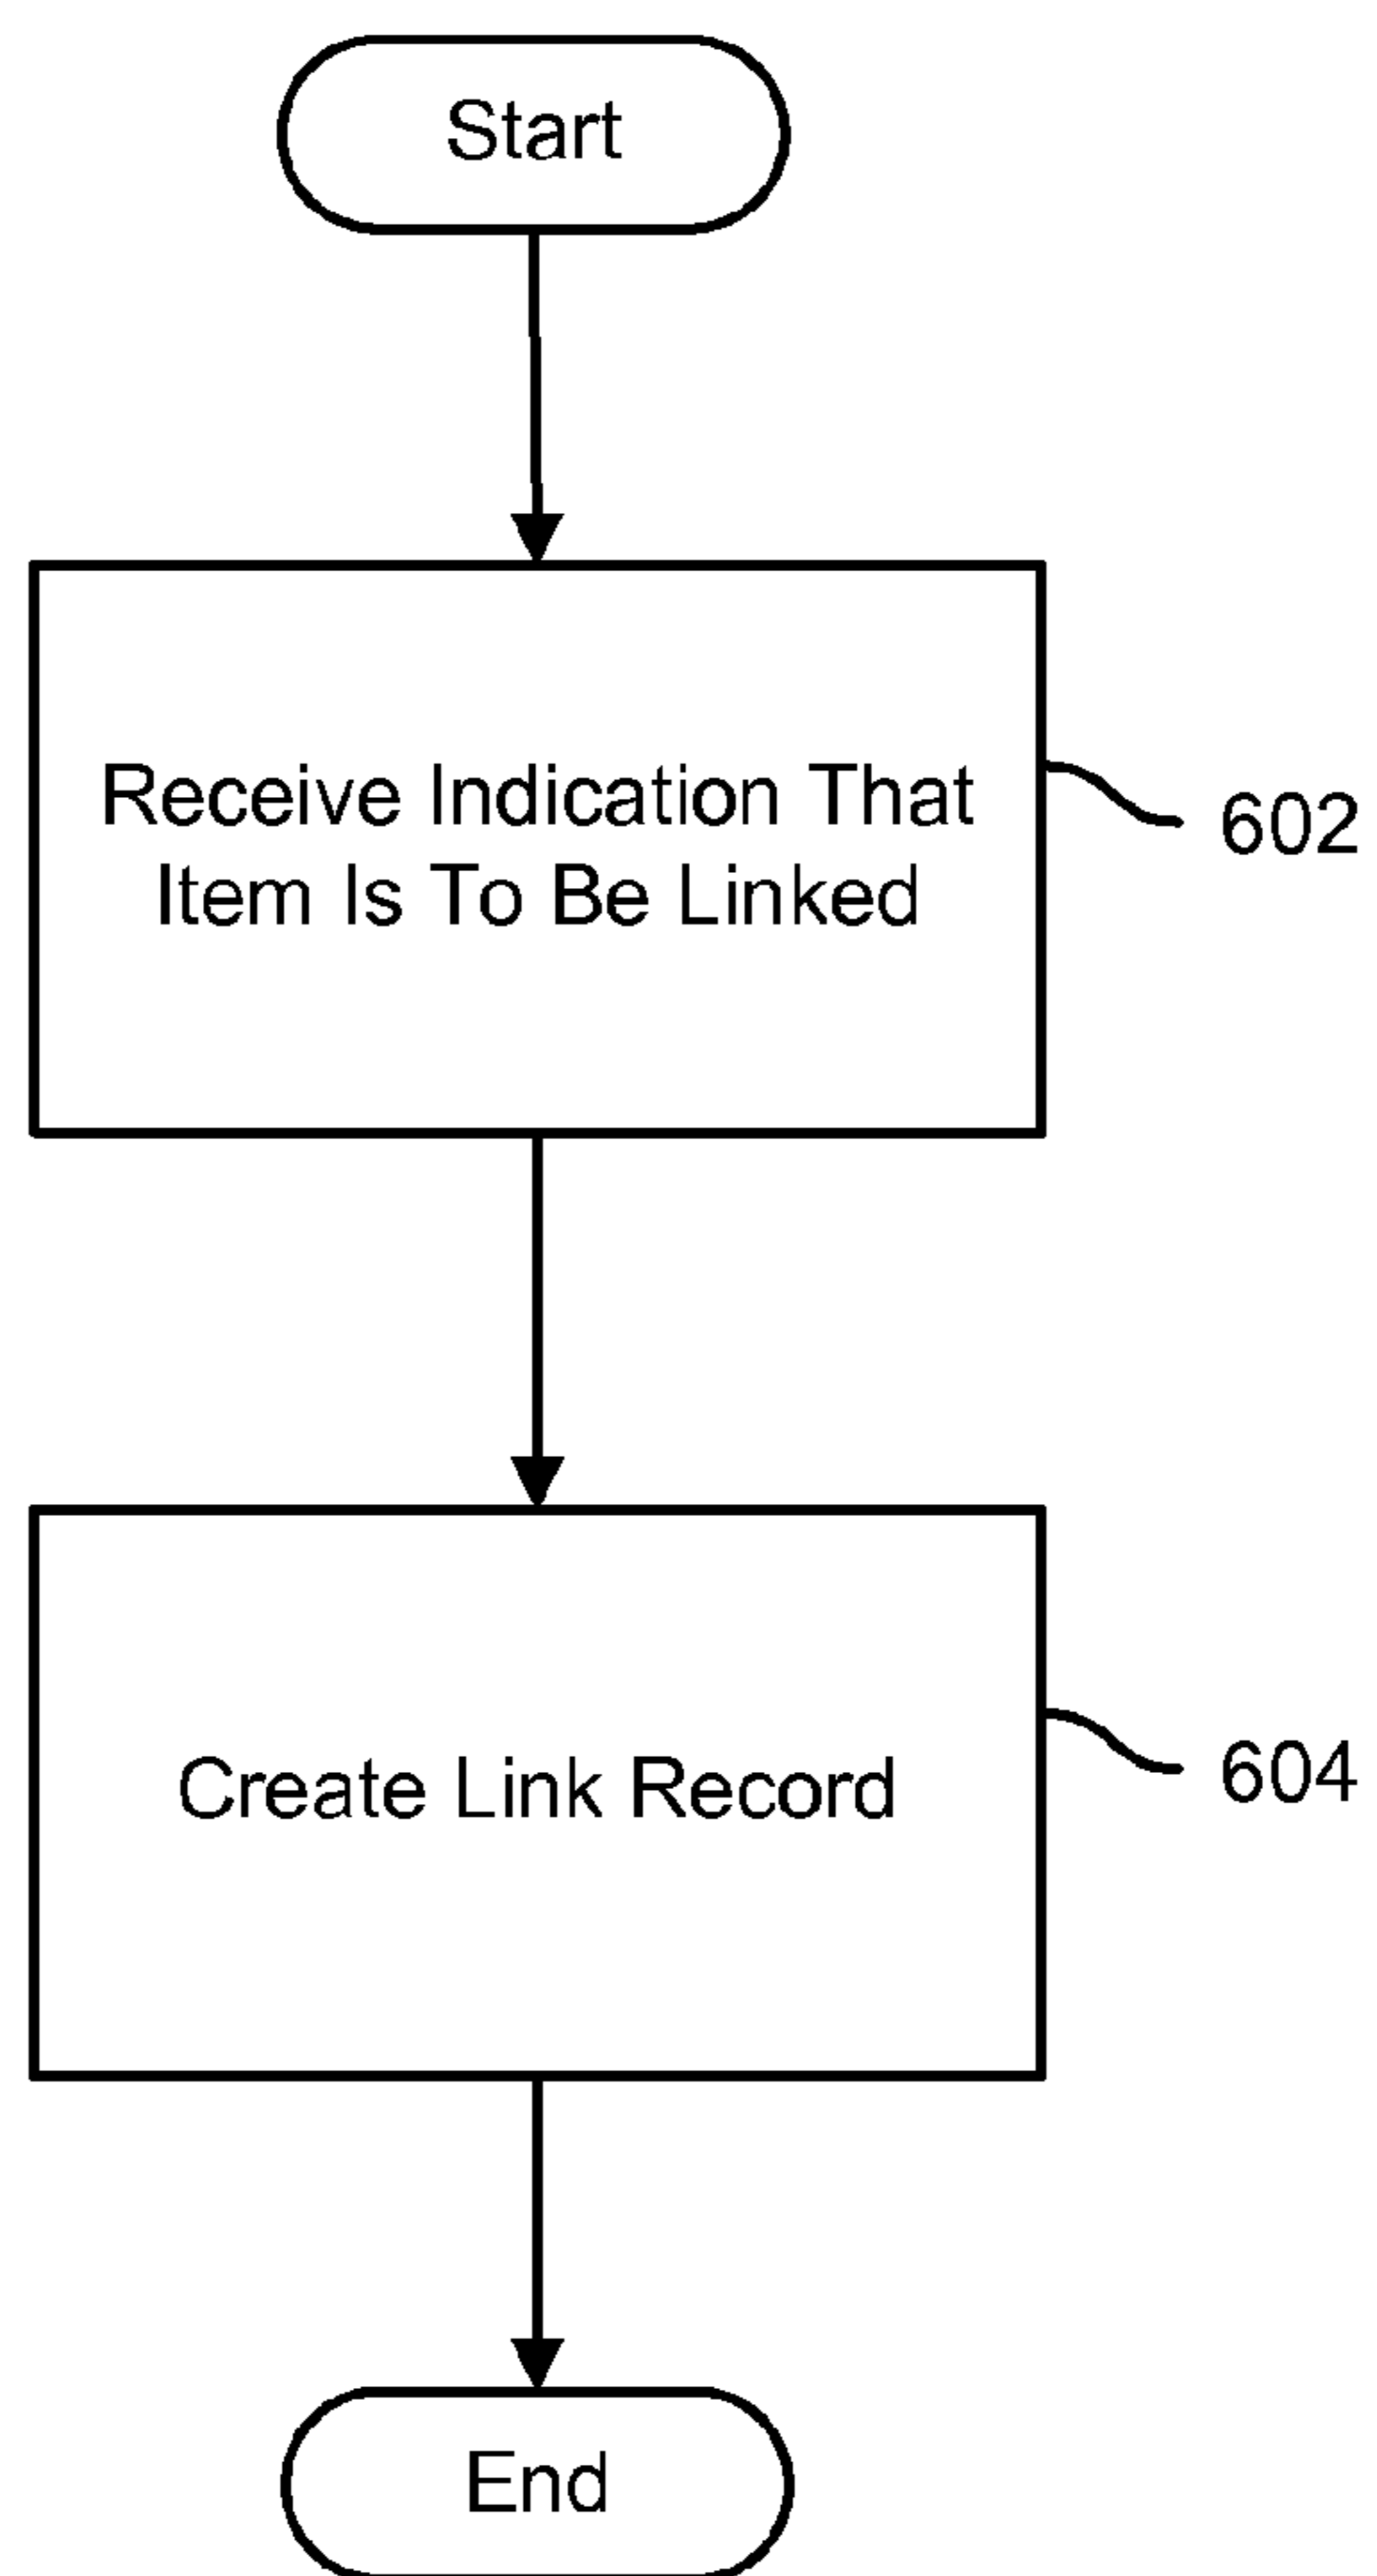 Start
Receive Indication That
Item Is To Be Linked
602
Create Link Record
604
End